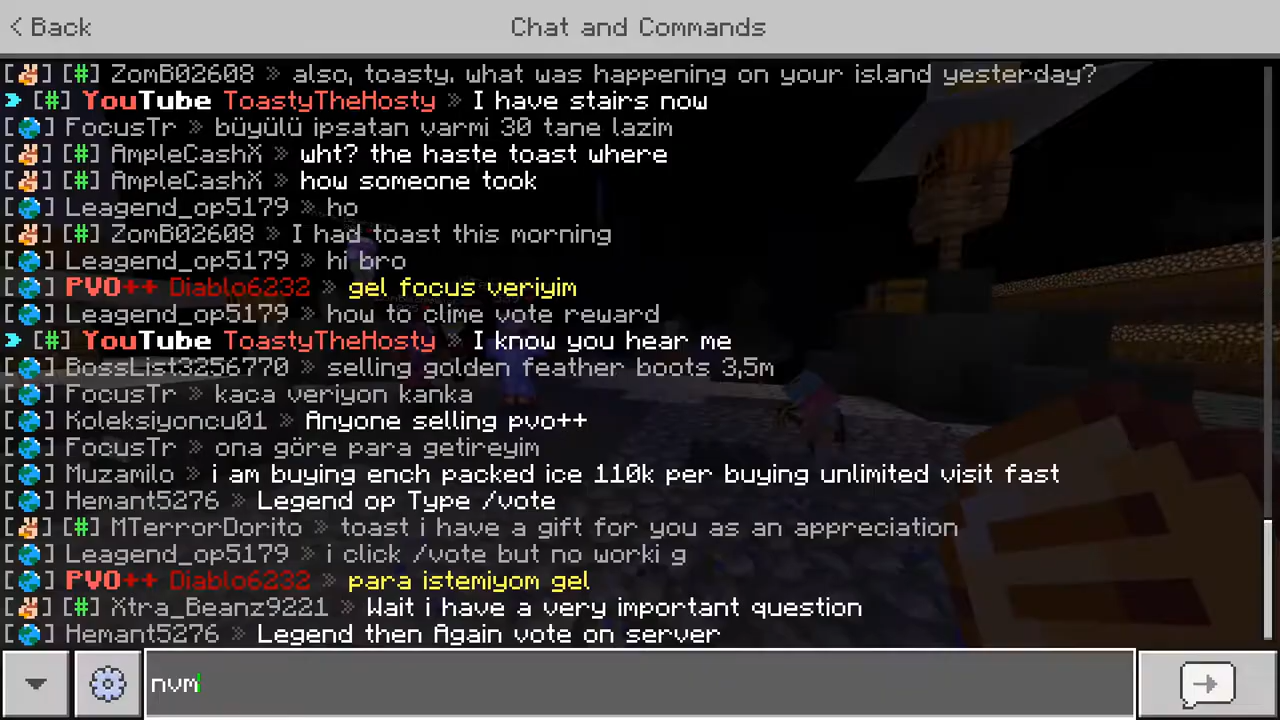 < Back
Chat and Commands
[] [#] ZomB02608 » also, toasty. what was happening on your island yesterday?
[#] YouTube ToastyTheHosty » I have stairs now
[] FocusTr » büyülü ipsatan varmi 30 tane lazim
[] [#] AmpleCashX » wht? the haste toast where
[] [#] AmpleCashX » how someone took
[] Leagend_op5179 » ho
[] [#] ZomB02608 » I had toast this morning
[] Leagend_op5179 » hi bro
[] PVO++ Diablo6232 » gel focus veriyim
[] Leagend_op5179 » how to clime vote reward
[#] YouTube ToastyTheHosty » I know you hear me
[] BossList3256770 » selling golden feather boots 3,5m
[] FocusTr » kaca veriyon kanka
[] Koleksiyoncu01 » Anyone selling pvo++
[] FocusTr » ona göre para getireyim
[] Muzamilo » i am buying ench packed ice 110k per buying unlimited visit fast
[] Hemant5276 » Legend op Type /vote
[] [#] MTerrorDorito » toast i have a gift for you as an appreciation
[] Leagend_op5179 » i click /vote but no worki g
[] PVO++ Diablo6232 » para istemiyom gel
[] [#] Xtra_Beanz9221 » Wait i have a very important question
[] Hemant5276 » Legend then Again vote on server
nvm